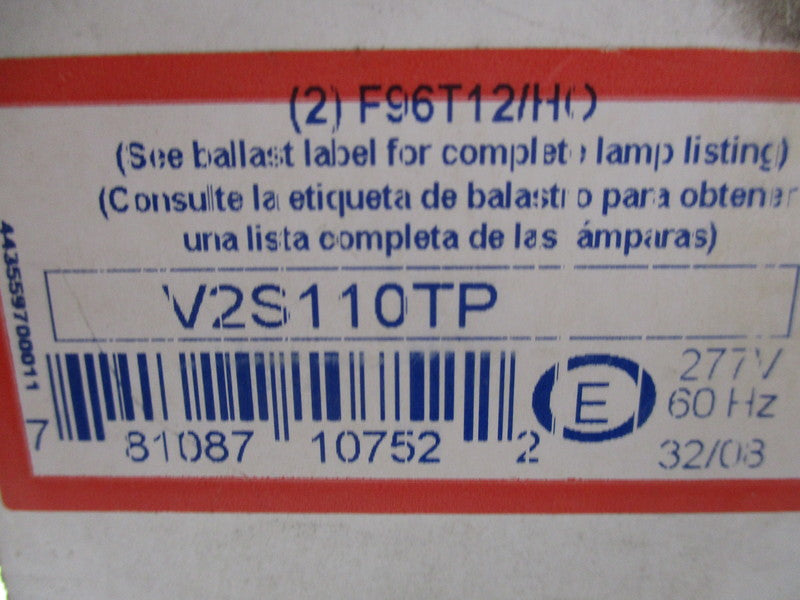 (2) F96T12/HO
(See ballast label for complete lamp listing)
(Consulte la etiqueta de balastro para obtener
una lista completa de las lámparas)
V2S110TP
443559700011
7 81087 10752 2
E
277V
60 Hz
32/08